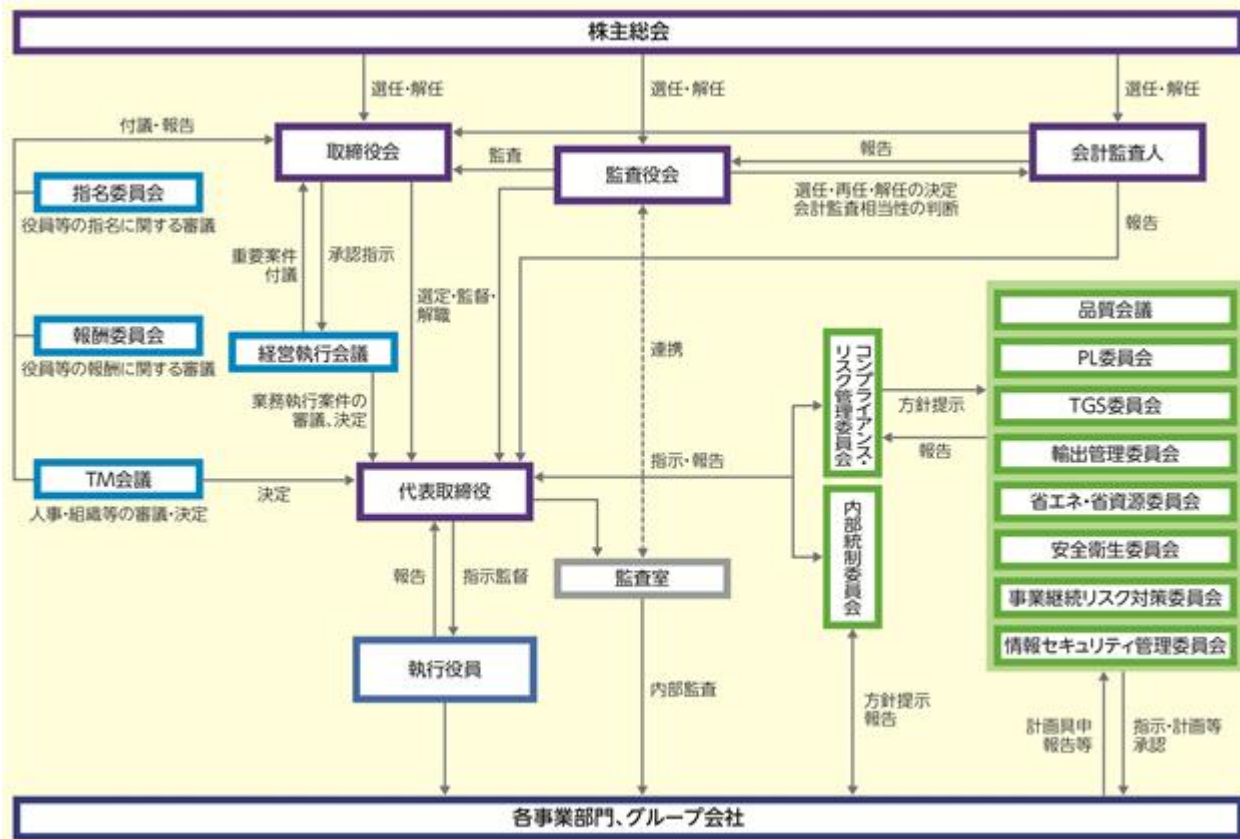 株主総会
選任・解任
選任・解任
選任・解任
付議・報告
取締役会
監査
監査役会
報告
会計監査人
選任・再任・解任の決定
会計監査相当性の判断
報告
指名委員会
役員等の指名に関する審議
重要案件
付議
承認指示
選定・監督・
解職
報酬委員会
役員等の報酬に関する審議
経営執行会議
業務執行案件の
審議、決定
連携
コンプライアンス・
リスク管理委員会
方針提示
報告
品質会議
PL委員会
TGS委員会
輸出管理委員会
省エネ・省資源委員会
安全衛生委員会
事業継続リスク対策委員会
情報セキュリティ管理委員会
TM会議
人事・組織等の審議・決定
決定
代表取締役
指示・報告
内部統制委員会
報告
指示監督
監査室
執行役員
内部監査
方針提示
報告
計画具申
報告等
指示・計画等
承認
各事業部門、グループ会社